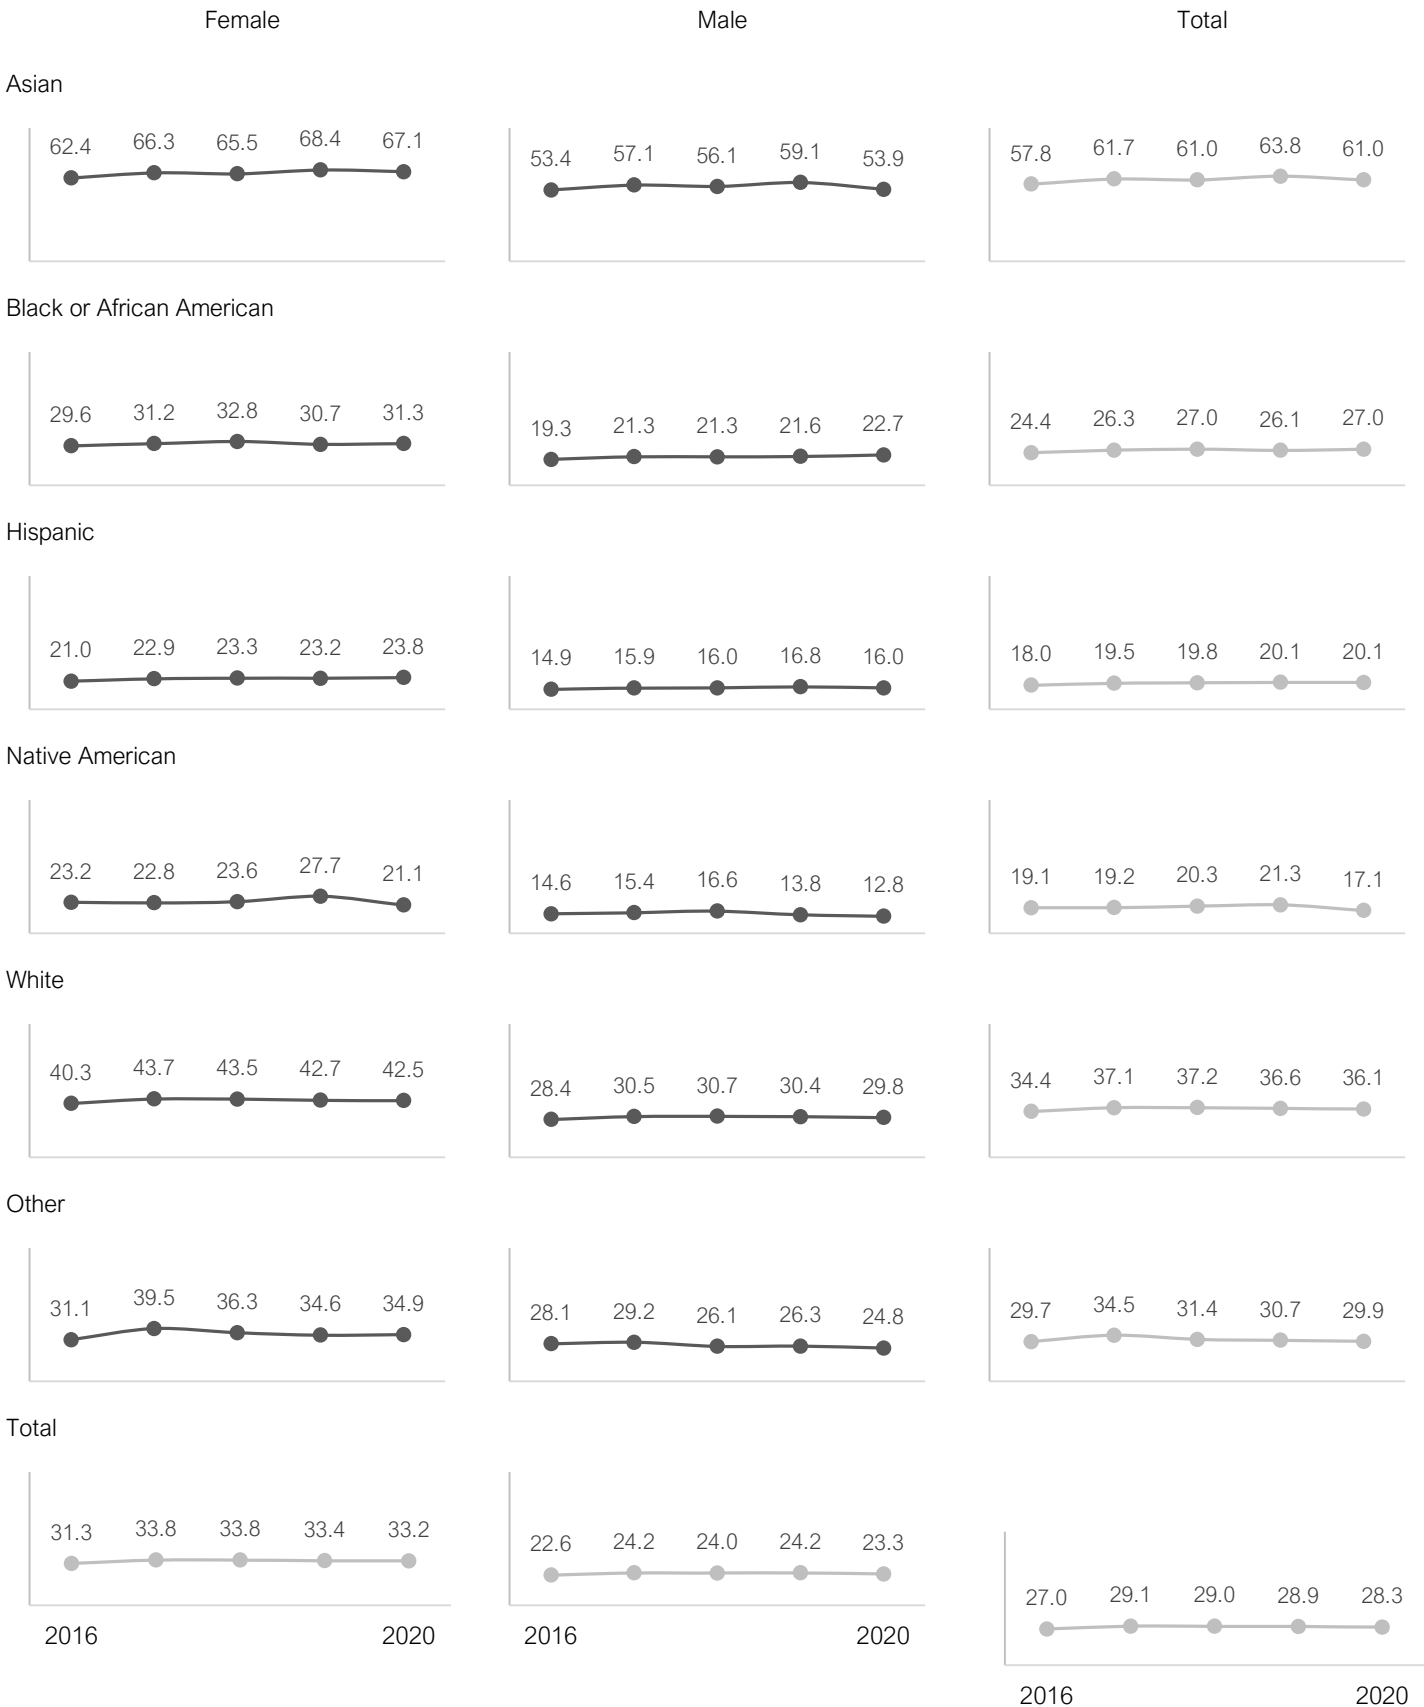 Female Male Total
Asian
62.4 66.3 65.5 68.4 67.1 53.4 57.1 56.1 59.1 53.9 57.8 61.7 61.0 63.8 61.0
Black or African American
29.6 31.2 32.8 30.7 31.3 19.3 21.3 21.3 21.6 22.7 24.4 26.3 27.0 26.1 27.0
Hispanic
21.0 22.9 23.3 23.2 23.8 14.9 15.9 16.0 16.8 16.0 18.0 19.5 19.8 20.1 20.1
Native American
23.2 22.8 23.6 27.7 21.1 14.6 15.4 16.6 13.8 12.8 19.1 19.2 20.3 21.3 17.1
White
40.3 43.7 43.5 42.7 42.5 28.4 30.5 30.7 30.4 29.8 34.4 37.1 37.2 36.6 36.1
Other
31.1 39.5 36.3 34.6 34.9 28.1 29.2 26.1 26.3 24.8 29.7 34.5 31.4 30.7 29.9
Total
31.3 33.8 33.8 33.4 33.2 22.6 24.2 24.0 24.2 23.3
27.0 29.1 29.0 28.9 28.3
2016 2020 2016 2020
2016 2020